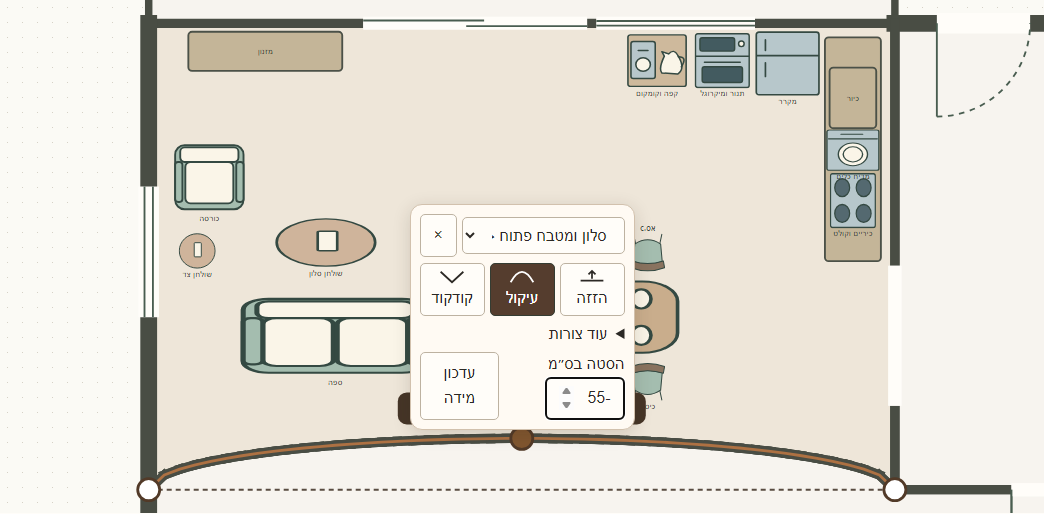 מזנון
קפה וקומקום
תנור ומיקרוגל
מקרר
כיור
כיריים וקולט
כורסה
שולחן צד
שולחן סלון
ספה
סלון ומטבח פתוח
×
הזזה
עיקול
קודקוד
עוד צורות
הסטה בס״מ
-55
עדכון
מידה